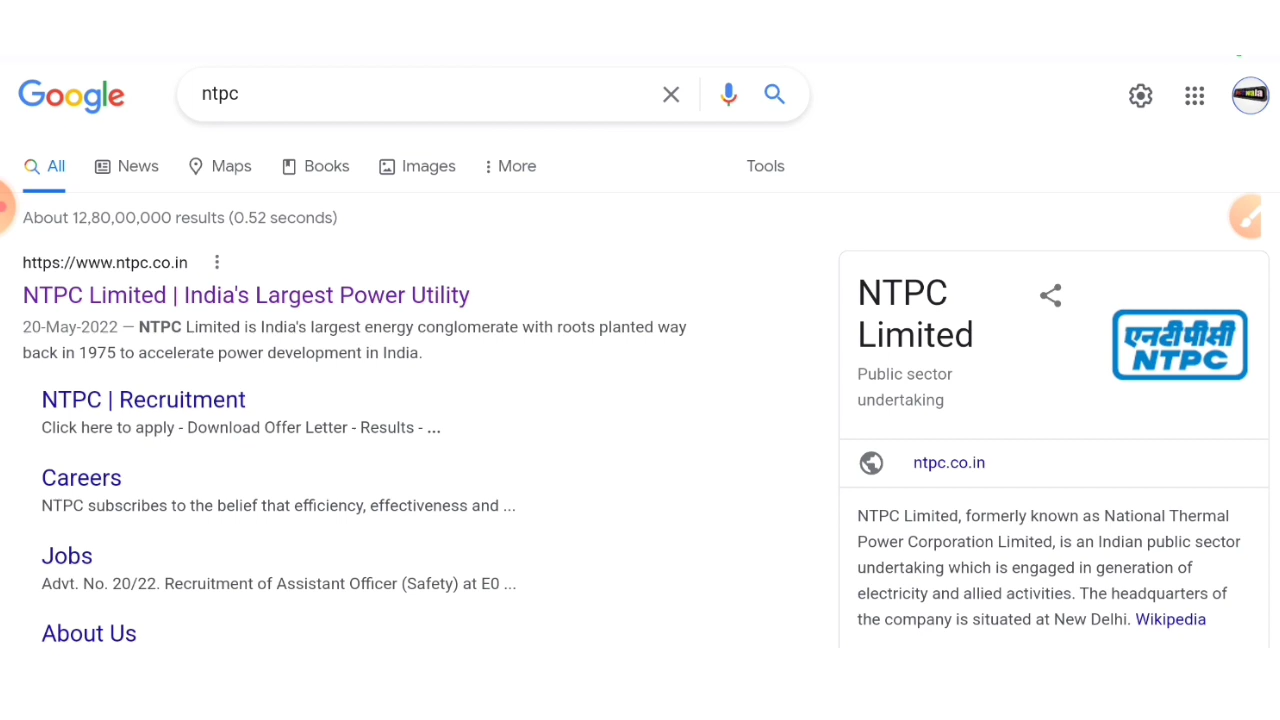 Google
ntpc
All
News
Maps
Books
Images
More
Tools
About 12,80,00,000 results (0.52 seconds)
https://www.ntpc.co.in
NTPC Limited | India's Largest Power Utility
20-May-2022 — NTPC Limited is India's largest energy conglomerate with roots planted way
back in 1975 to accelerate power development in India.
NTPC | Recruitment
Click here to apply - Download Offer Letter - Results - ...
Careers
NTPC subscribes to the belief that efficiency, effectiveness and ...
Jobs
Advt. No. 20/22. Recruitment of Assistant Officer (Safety) at E0 ...
About Us
NTPC
Limited
Public sector
undertaking
एनटीपीसी
NTPC
ntpc.co.in
NTPC Limited, formerly known as National Thermal
Power Corporation Limited, is an Indian public sector
undertaking which is engaged in generation of
electricity and allied activities. The headquarters of
the company is situated at New Delhi. Wikipedia